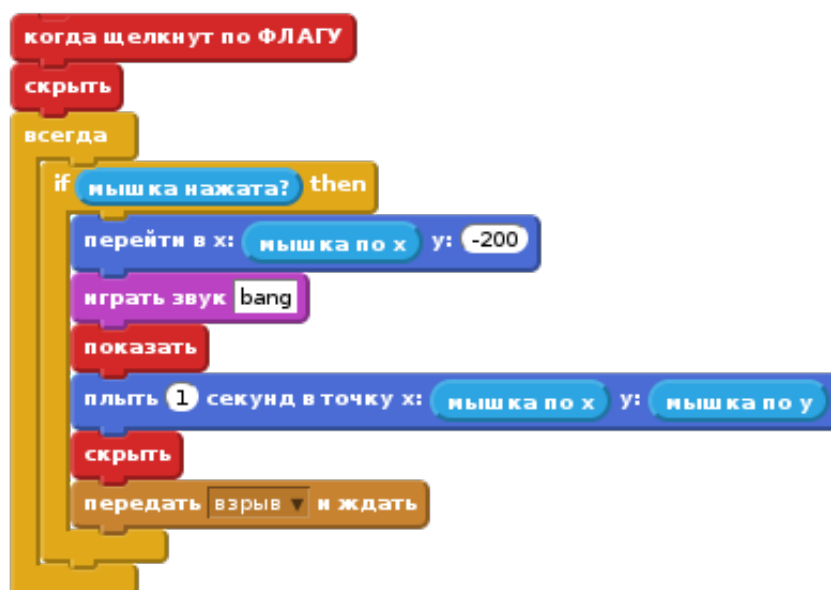 когда щелкнут по ФЛАГУ
скрыть
всегда
if мышка нажата? then
перейти в x: мышка по x y: -200
играть звук bang
показать
плыть 1 секунд в точку x: мышка по x y: мышка по y
скрыть
передать взрыв и ждать